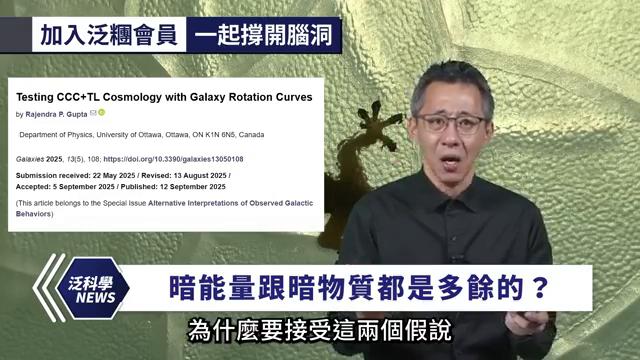 加入泛糰會員 一起撐開腦洞
Testing CCC+TL Cosmology with Galaxy Rotation Curves
by Rajendra P. Gupta
Department of Physics, University of Ottawa, Ottawa, ON K1N 6N5, Canada
Galaxies 2025, 13(5), 108; https://doi.org/10.3390/galaxies13050108
Submission received: 22 May 2025 / Revised: 13 August 2025 /
Accepted: 5 September 2025 / Published: 12 September 2025
(This article belongs to the Special Issue Alternative Interpretations of Observed Galactic
Behaviors)
泛科學
NEWS
暗能量跟暗物質都是多餘的？
為什麼要接受這兩個假說